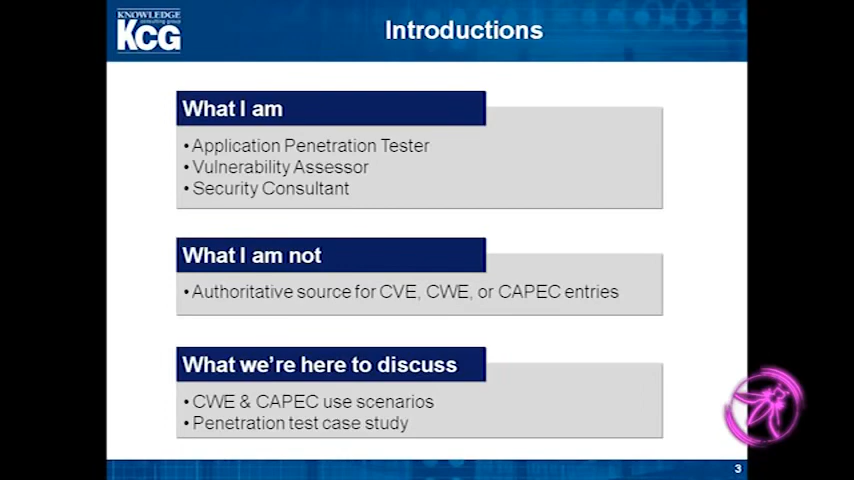 KNOWLEDGE
consulting group
KCG
Introductions
What I am
• Application Penetration Tester
• Vulnerability Assessor
• Security Consultant
What I am not
• Authoritative source for CVE, CWE, or CAPEC entries
What we're here to discuss
• CWE & CAPEC use scenarios
• Penetration test case study
3